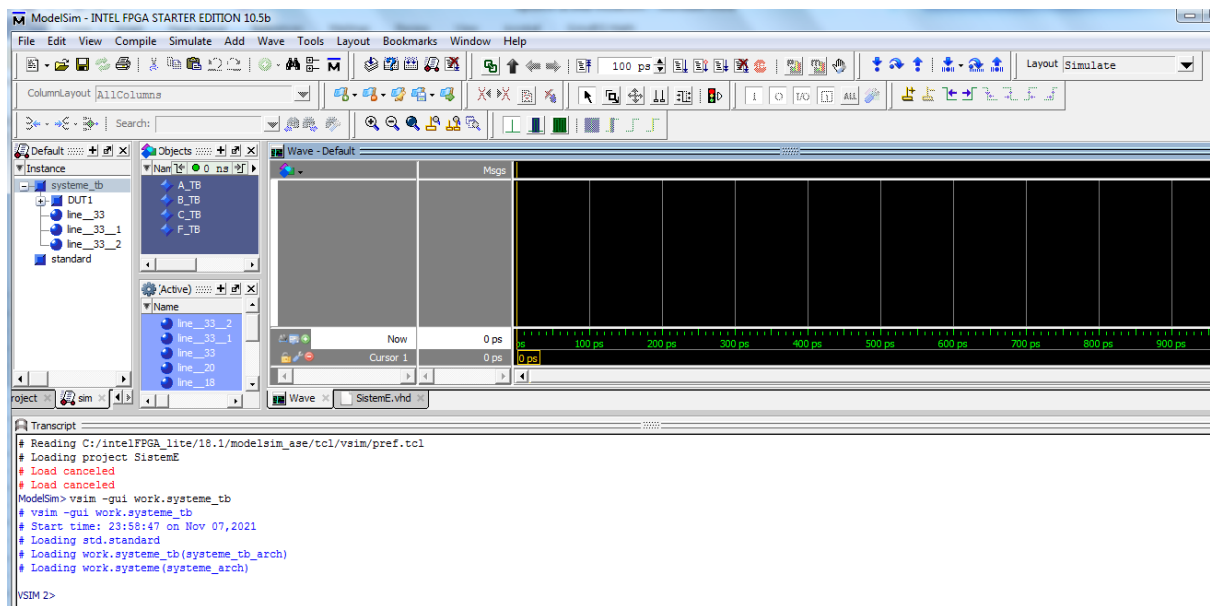 ModelSim - INTEL FPGA STARTER EDITION 10.5b
File Edit View Compile Simulate Add Wave Tools Layout Bookmarks Window Help
100 ps
Layout Simulate
ColumnLayout AllColumns
ALL
Search:
Default
Objects
Wave - Default
Instance
Nam
0 ns
Msgs
systeme_tb
DUT1
line__33
line__33__1
line__33__2
standard
A_TB
B_TB
C_TB
F_TB
(Active)
Name
line__33__2
line__33__1
line__33
line__20
line__18
Now 0 ps
Cursor 1 0 ps
ps 100 ps 200 ps 300 ps 400 ps 500 ps 600 ps 700 ps 800 ps 900 ps
0 ps
roject sim
Wave SistemE.vhd
Transcript
# Reading C:/intelFPGA_lite/18.1/modelsim_ase/tcl/vsim/pref.tcl
# Loading project SistemE
# Load canceled
# Load canceled
ModelSim> vsim -gui work.systeme_tb
# vsim -gui work.systeme_tb
# Start time: 23:58:47 on Nov 07,2021
# Loading std.standard
# Loading work.systeme_tb(systeme_tb_arch)
# Loading work.systeme(systeme_arch)
VSIM 2>